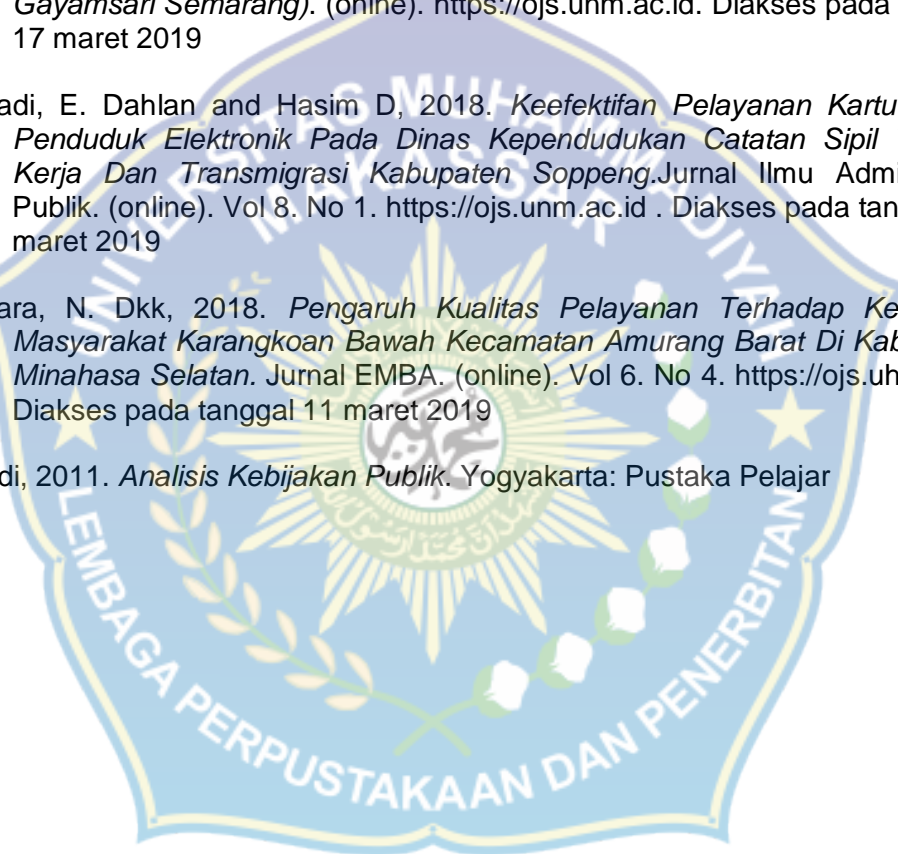 Gayamsari Semarang). (online). https://ojs.unm.ac.id. Diakses pada
17 maret 2019
adi, E. Dahlan and Hasim D, 2018. Keefektifan Pelayanan Kartu
Penduduk Elektronik Pada Dinas Kependudukan Catatan Sipil
Kerja Dan Transmigrasi Kabupaten Soppeng.Jurnal Ilmu Admi
Publik. (online). Vol 8. No 1. https://ojs.unm.ac.id . Diakses pada tan
maret 2019
ara, N. Dkk, 2018. Pengaruh Kualitas Pelayanan Terhadap Ke
Masyarakat Karangkoan Bawah Kecamatan Amurang Barat Di Kab
Minahasa Selatan. Jurnal EMBA. (online). Vol 6. No 4. https://ojs.uh
Diakses pada tanggal 11 maret 2019
di, 2011. Analisis Kebijakan Publik. Yogyakarta: Pustaka Pelajar
UNIVERSITAS MUHAMMADIYAH
MAKASSAR
LEMBAGA PERPUSTAKAAN DAN PENERBITAN